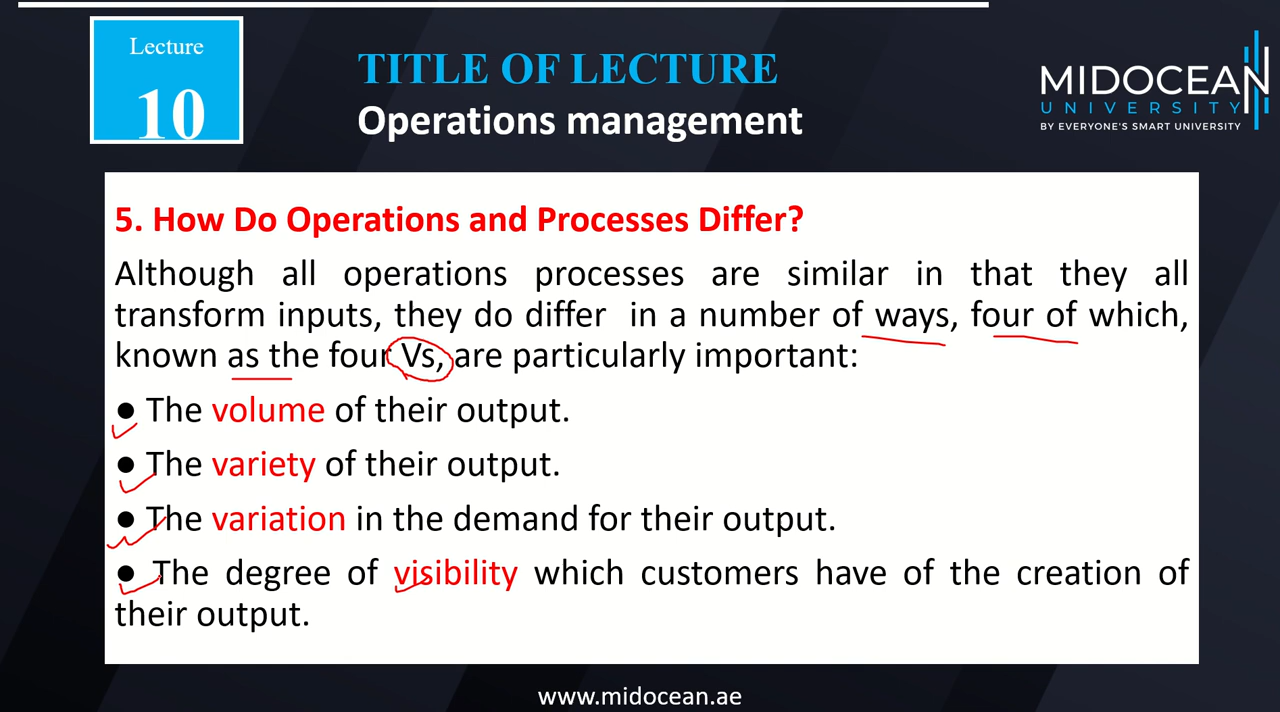 Lecture
10
TITLE OF LECTURE
Operations management
MIDOCEAN
UNIVERSITY
BY EVERYONE'S SMART UNIVERSITY
5. How Do Operations and Processes Differ?
Although all operations processes are similar in that they all
transform inputs, they do differ in a number of ways, four of which,
known as the four Vs, are particularly important:
● The volume of their output.
● The variety of their output.
● The variation in the demand for their output.
● The degree of visibility which customers have of the creation of
their output.
www.midocean.ae